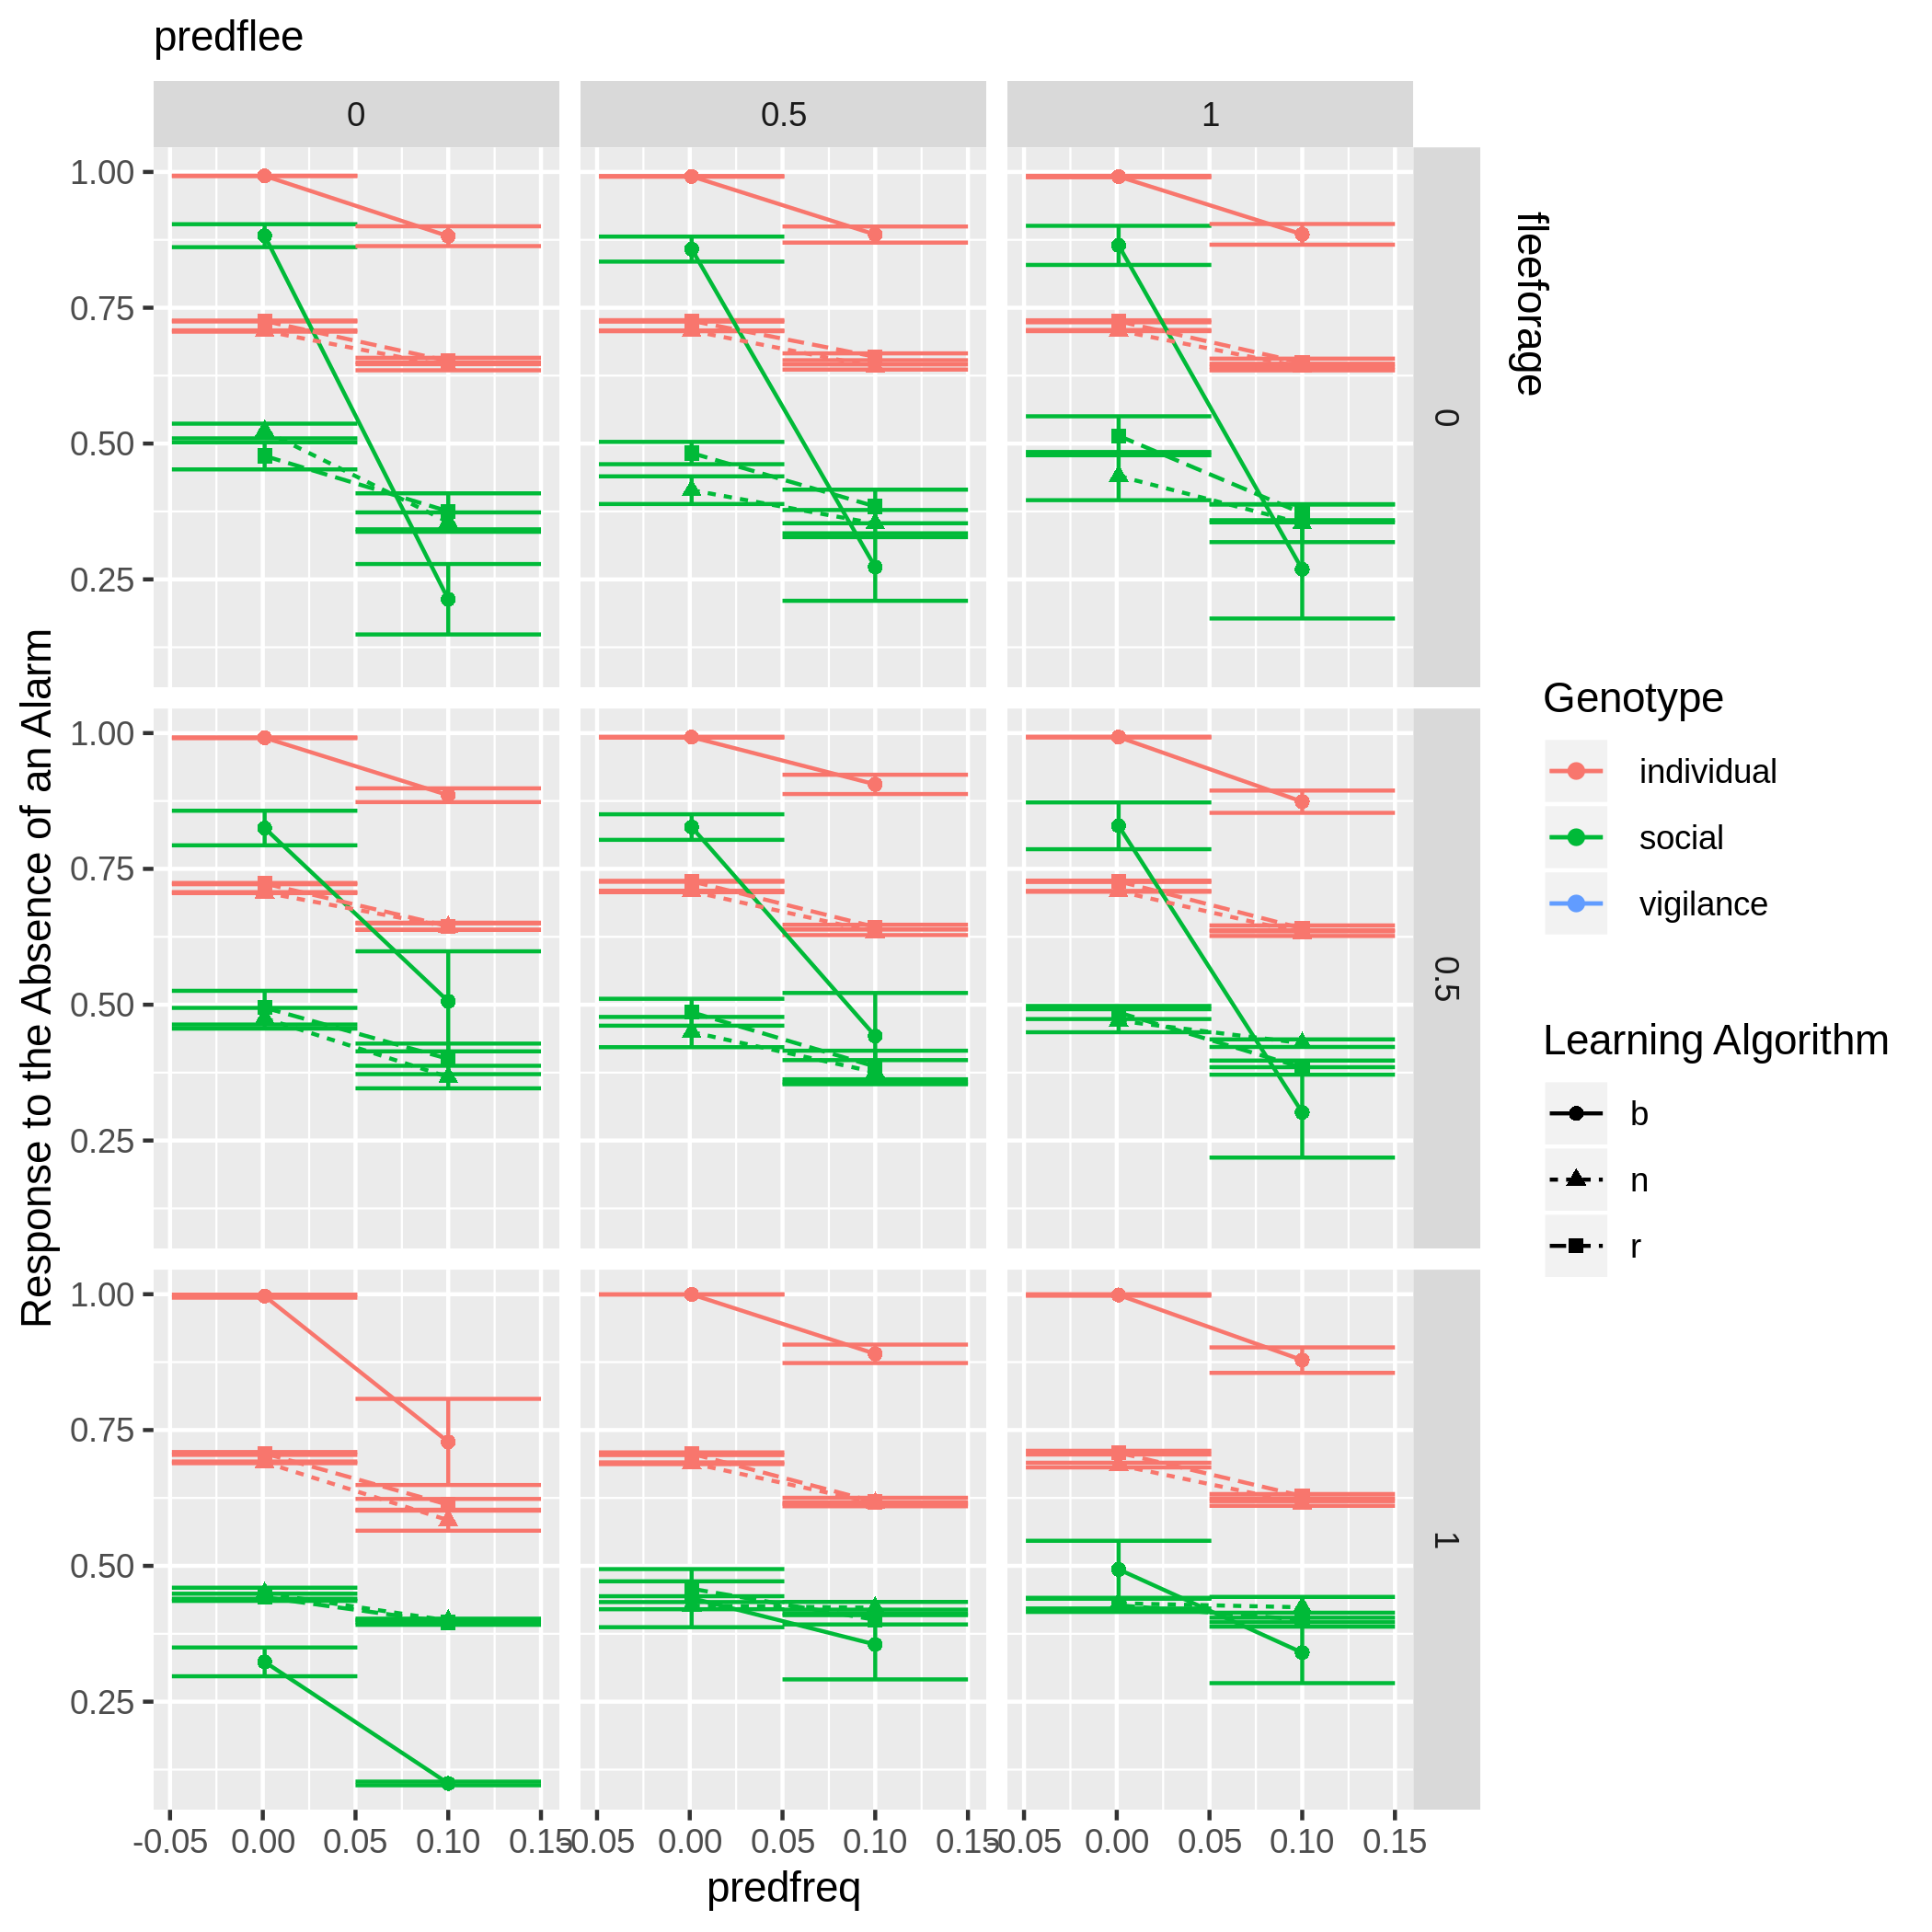 predflee
0
0.5
1
fleeforage
1.00
0.75
0.50
0.25
0
1.00
0.75
0.50
0.25
0.5
1.00
0.75
0.50
0.25
1
Response to the Absence of an Alarm
-0.05 0.00 0.05 0.10 0.15
-0.05 0.00 0.05 0.10 0.15
-0.05 0.00 0.05 0.10 0.15
predfreq
Genotype
individual
social
vigilance
Learning Algorithm
b
n
r